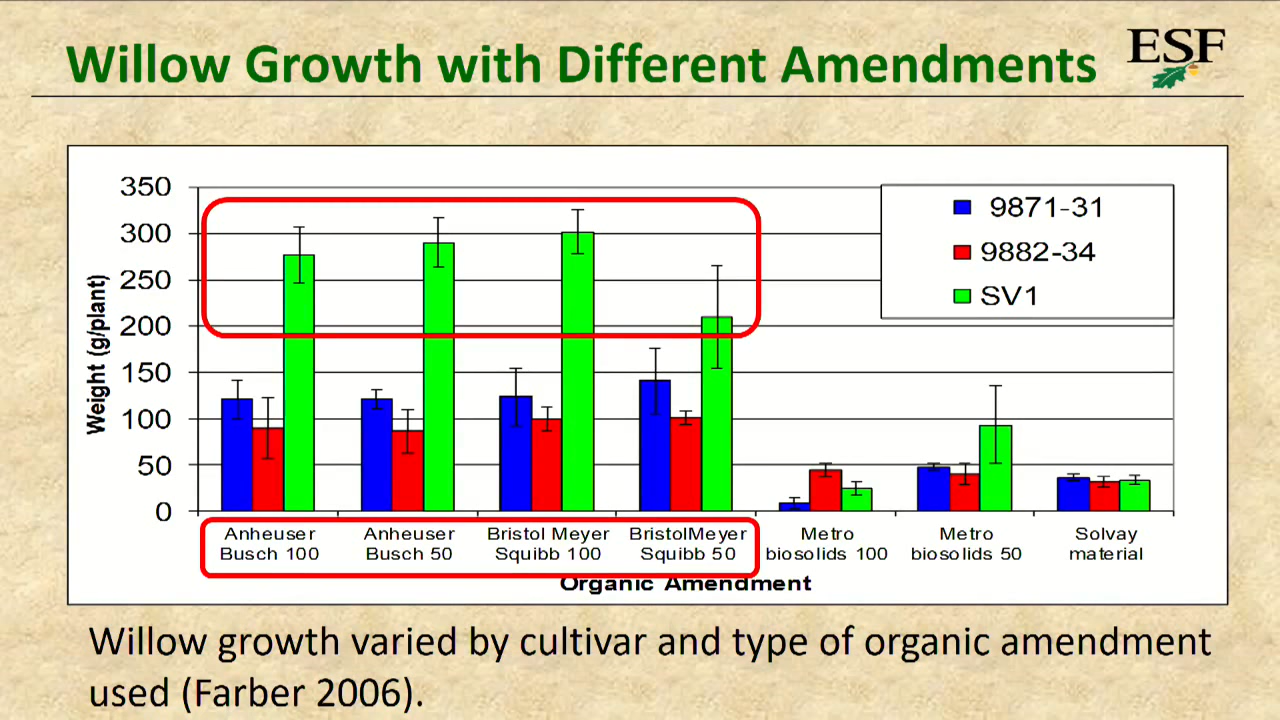 Willow Growth with Different Amendments
ESF
350
300
250
200
150
100
50
0
Weight (g/plant)
9871-31
9882-34
SV1
Anheuser
Busch 100
Anheuser
Busch 50
Bristol Meyer
Squibb 100
BristolMeyer
Squibb 50
Metro
biosolids 100
Metro
biosolids 50
Solvay
material
Organic Amendment
Willow growth varied by cultivar and type of organic amendment
used (Farber 2006).